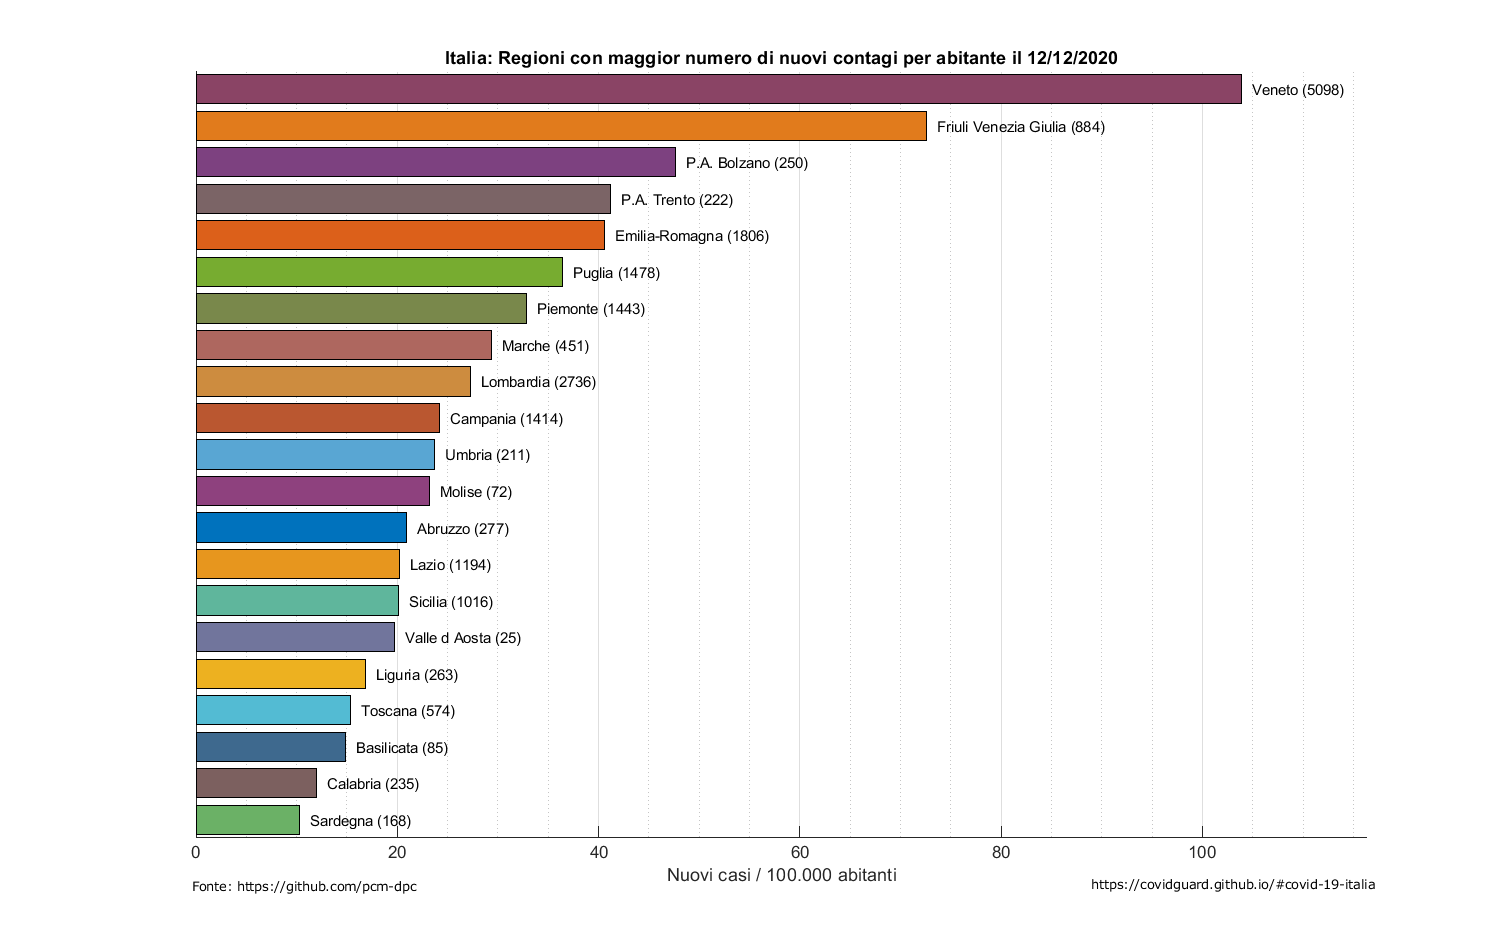 Italia: Regioni con maggior numero di nuovi contagi per abitante il 12/12/2020
Veneto (5098)
Friuli Venezia Giulia (884)
P.A. Bolzano (250)
P.A. Trento (222)
Emilia-Romagna (1806)
Puglia (1478)
Piemonte (1443)
Marche (451)
Lombardia (2736)
Campania (1414)
Umbria (211)
Molise (72)
Abruzzo (277)
Lazio (1194)
Sicilia (1016)
Valle d Aosta (25)
Liguria (263)
Toscana (574)
Basilicata (85)
Calabria (235)
Sardegna (168)
0 20 40 60 80 100
Nuovi casi / 100.000 abitanti
Fonte: https://github.com/pcm-dpc
https://covidguard.github.io/#covid-19-italia